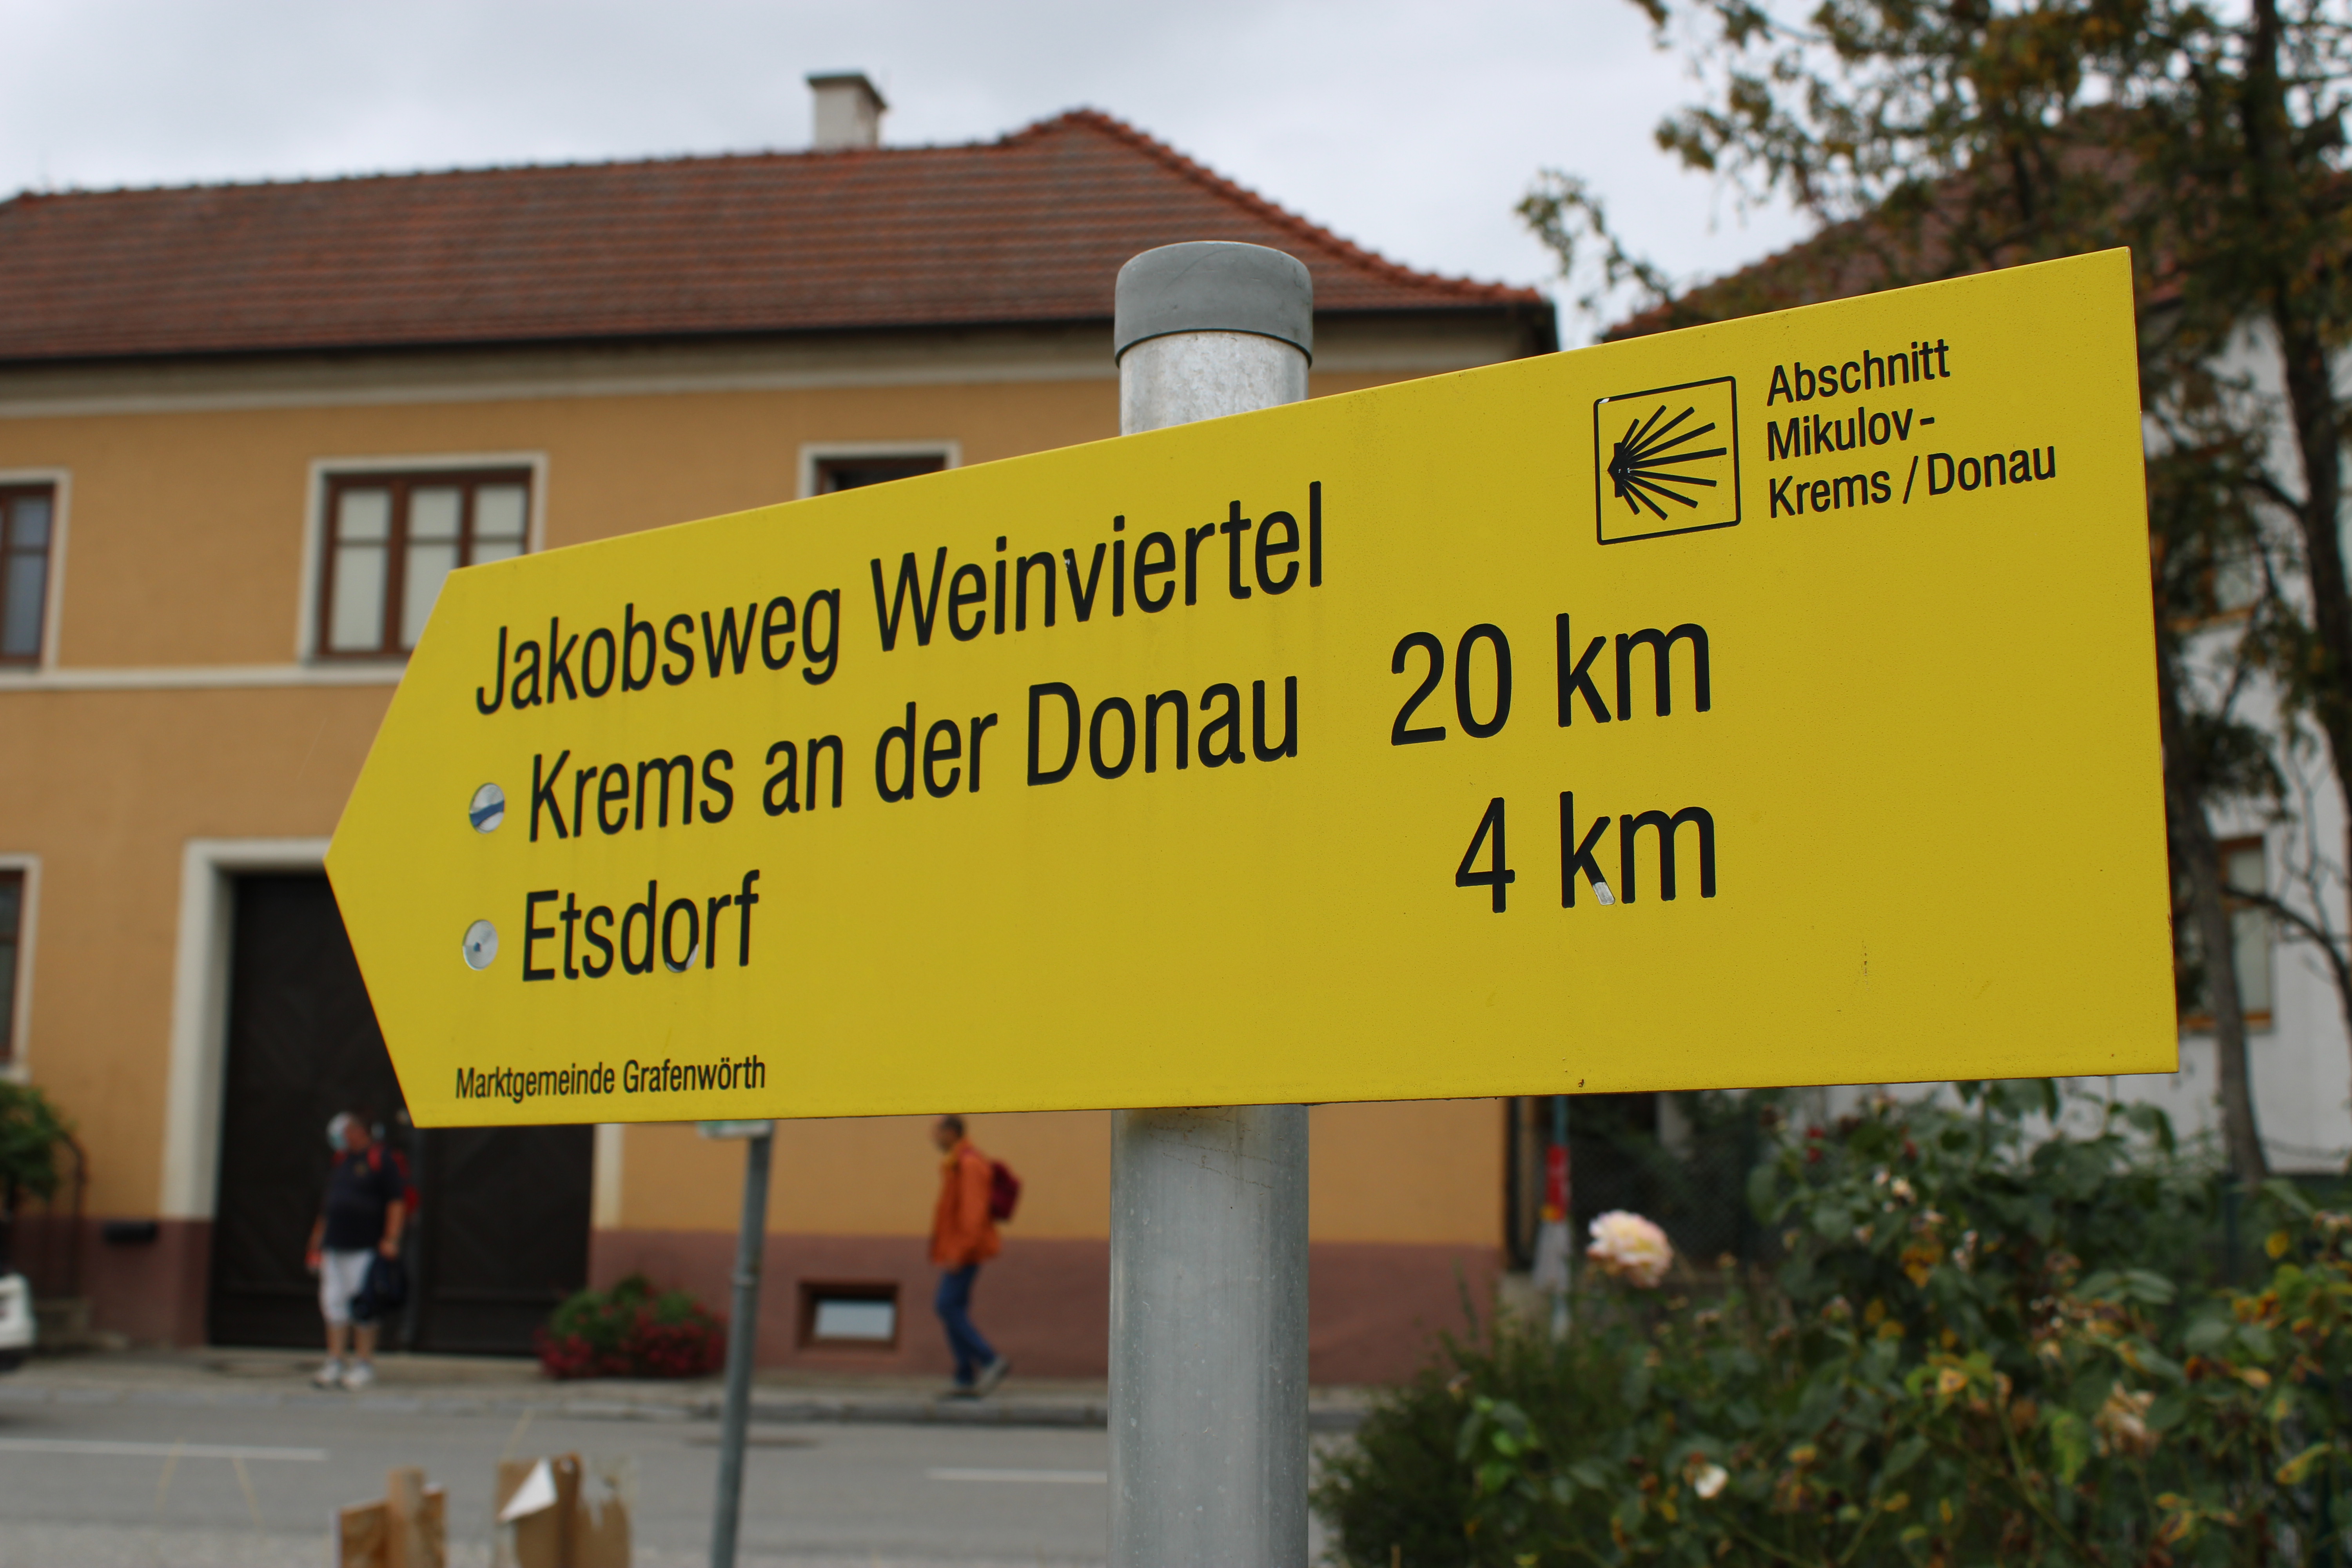 Abschnitt
Mikulov-
Krems / Donau
Jakobsweg Weinviertel
Krems an der Donau 20 km
Etsdorf 4 km
Marktgemeinde Grafenwörth